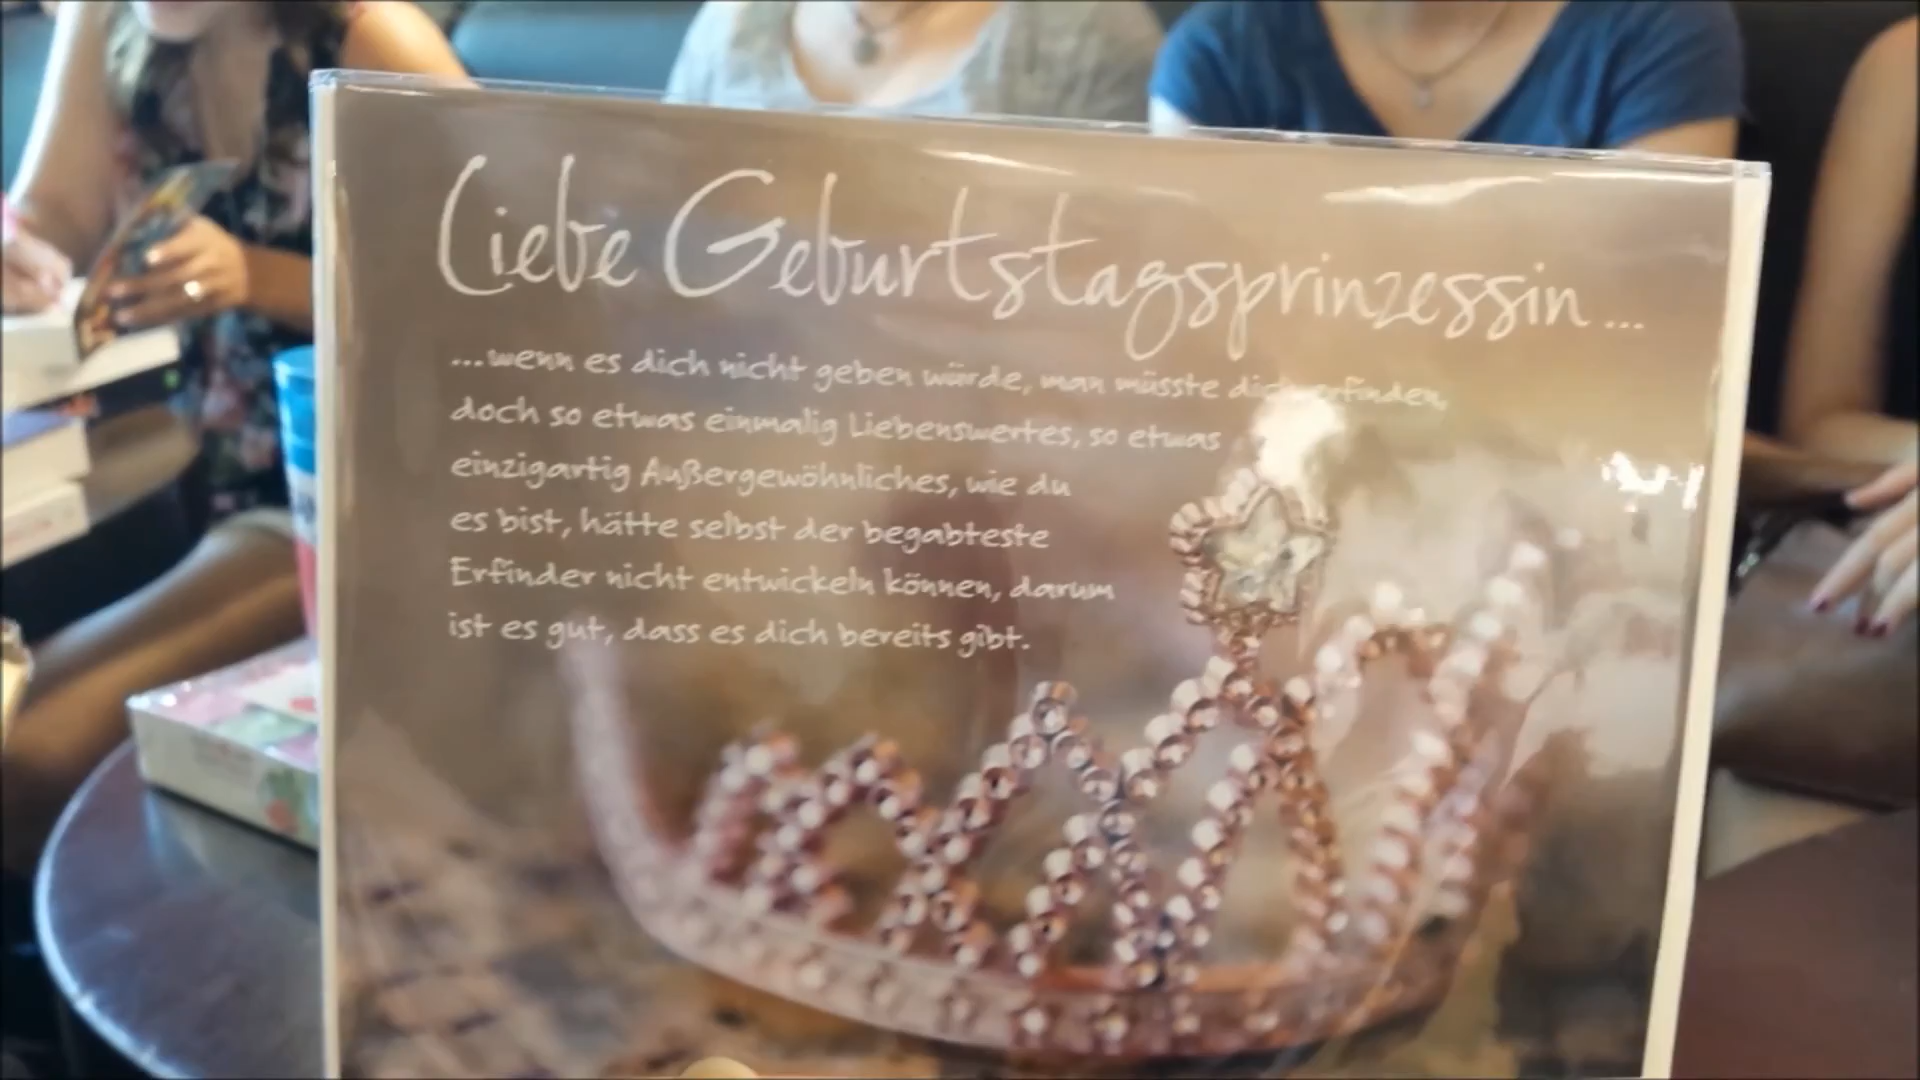 Liebe Geburtstagsprinzessin...
...wenn es dich nicht geben würde, man müsste dich erfinden,
doch so etwas einmalig Liebenswertes, so etwas
einzigartig Außergewöhnliches, wie du
es bist, hätte selbst der begabteste
Erfinder nicht entwickeln können, darum
ist es gut, dass es dich bereits gibt.